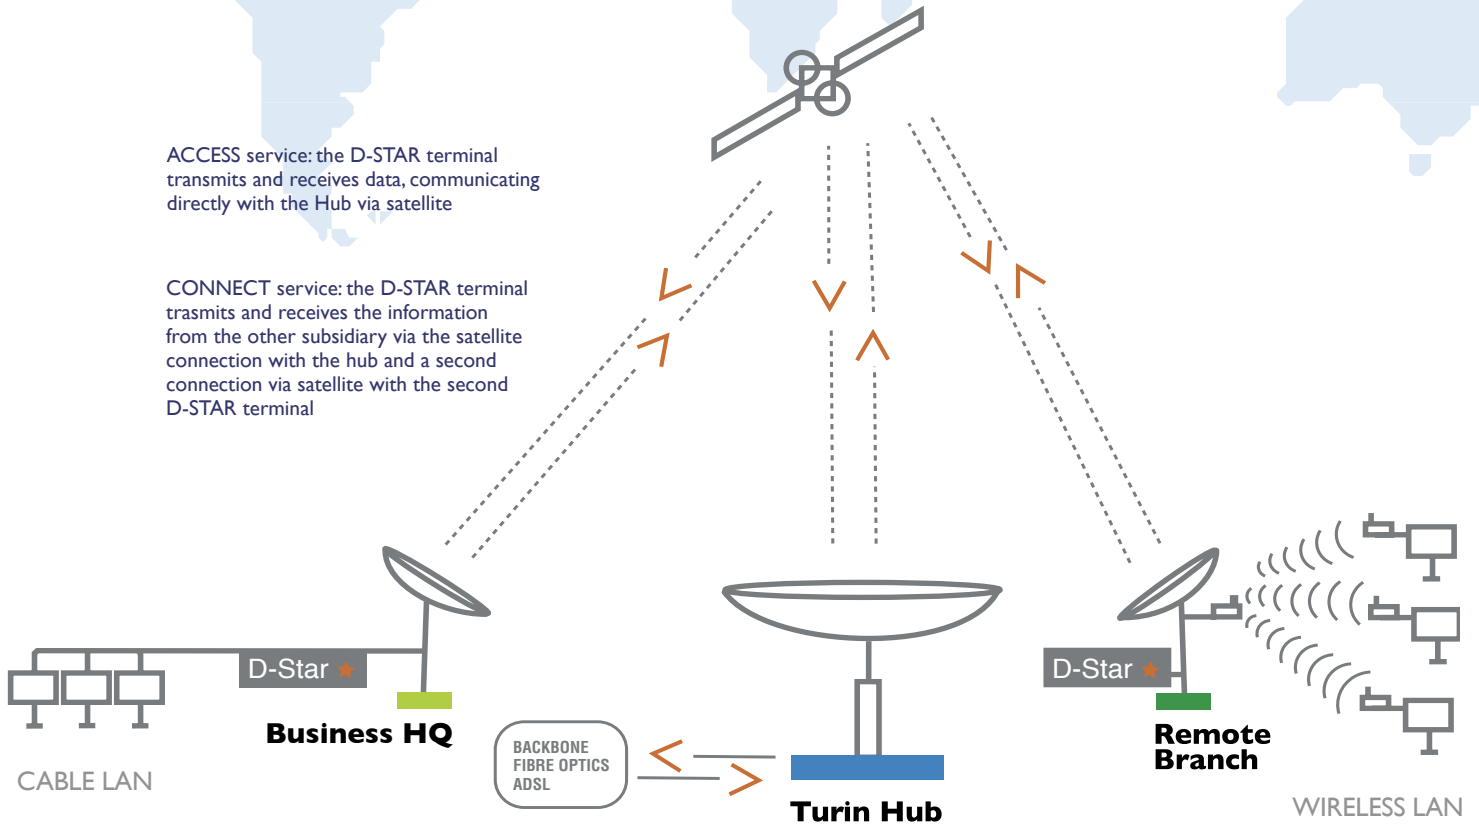 ACCESS service: the D-STAR terminal
transmits and receives data, communicating
directly with the Hub via satellite
CONNECT service: the D-STAR terminal
trasmits and receives the information
from the other subsidiary via the satellite
connection with the hub and a second
connection via satellite with the second
D-STAR terminal
D-Star
Business HQ
CABLE LAN
BACKBONE
FIBRE OPTICS
ADSL
Turin Hub
D-Star
Remote
Branch
WIRELESS LAN